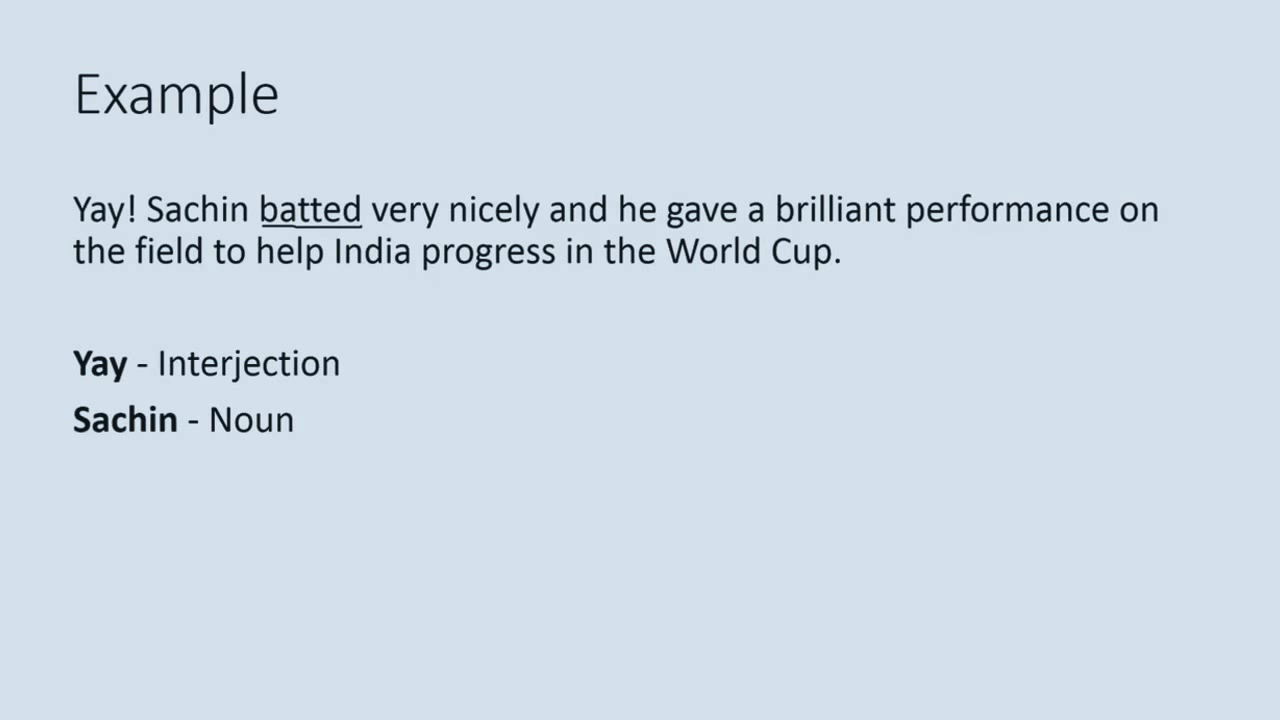 Example
Yay! Sachin batted very nicely and he gave a brilliant performance on
the field to help India progress in the World Cup.
Yay - Interjection
Sachin - Noun